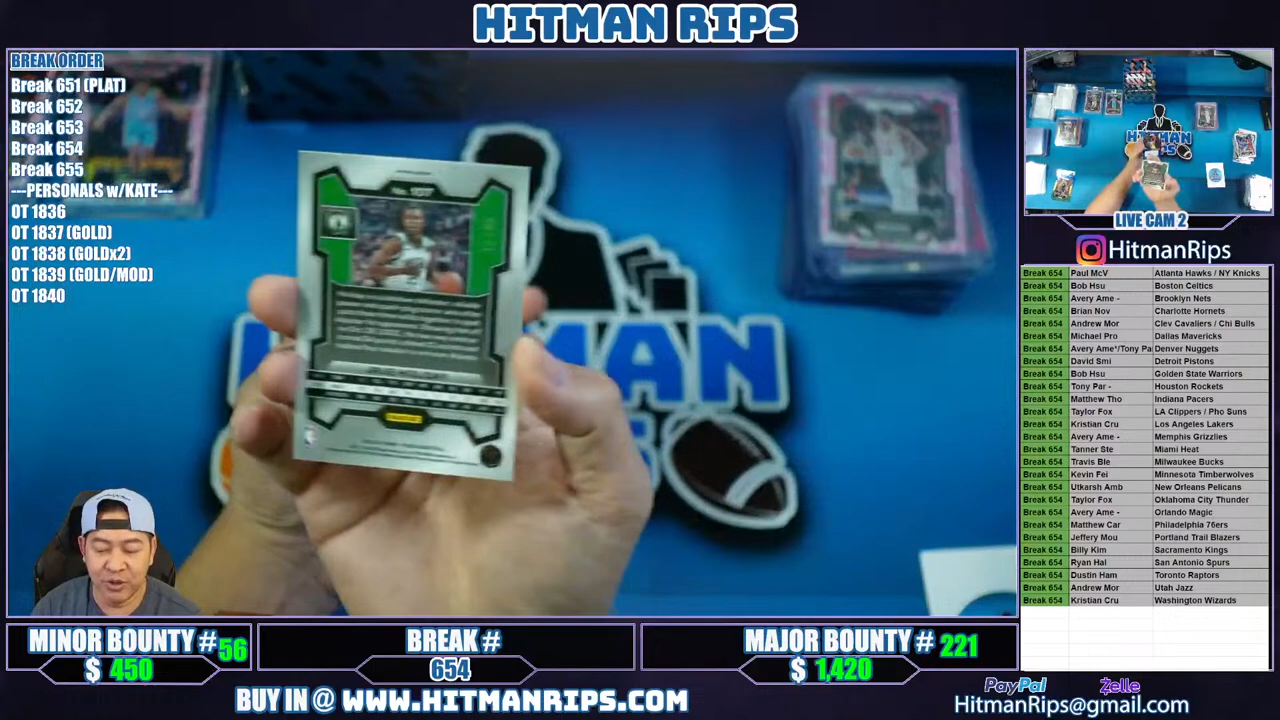 HITMAN RIPS
BREAK ORDER
Break 651 (PLAT)
Break 652
Break 653
Break 654
Break 655
---PERSONALS w/KATE---
OT 1836
OT 1837 (GOLD)
OT 1838 (GOLDx2)
OT 1839 (GOLD/MOD)
OT 1840
LIVE CAM 2
HitmanRips
Break 654 Paul McV Atlanta Hawks / NY Knicks
Break 654 Bob Hsu Boston Celtics
Break 654 Avery Ame - Brooklyn Nets
Break 654 Brian Nov Charlotte Hornets
Break 654 Andrew Mor Clev Cavaliers / Chi Bulls
Break 654 Michael Pro Dallas Mavericks
Break 654 Avery Ame*/Tony Pa Denver Nuggets
Break 654 David Smi Detroit Pistons
Break 654 Bob Hsu Golden State Warriors
Break 654 Tony Par - Houston Rockets
Break 654 Matthew Tho Indiana Pacers
Break 654 Taylor Fox LA Clippers / Pho Suns
Break 654 Kristian Cru Los Angeles Lakers
Break 654 Avery Ame - Memphis Grizzlies
Break 654 Tanner Ste Miami Heat
Break 654 Travis Ble Milwaukee Bucks
Break 654 Kevin Fei Minnesota Timberwolves
Break 654 Utkarsh Amb New Orleans Pelicans
Break 654 Taylor Fox Oklahoma City Thunder
Break 654 Avery Ame - Orlando Magic
Break 654 Matthew Car Philadelphia 76ers
Break 654 Jeffery Mou Portland Trail Blazers
Break 654 Billy Kim Sacramento Kings
Break 654 Ryan Hai San Antonio Spurs
Break 654 Dustin Ham Toronto Raptors
Break 654 Andrew Mor Utah Jazz
Break 654 Kristian Cru Washington Wizards
MINOR BOUNTY # 56
$ 450
BREAK #
654
MAJOR BOUNTY # 221
$ 1,420
BUY IN @ WWW.HITMANRIPS.COM
PayPal Zelle
HitmanRips@gmail.com